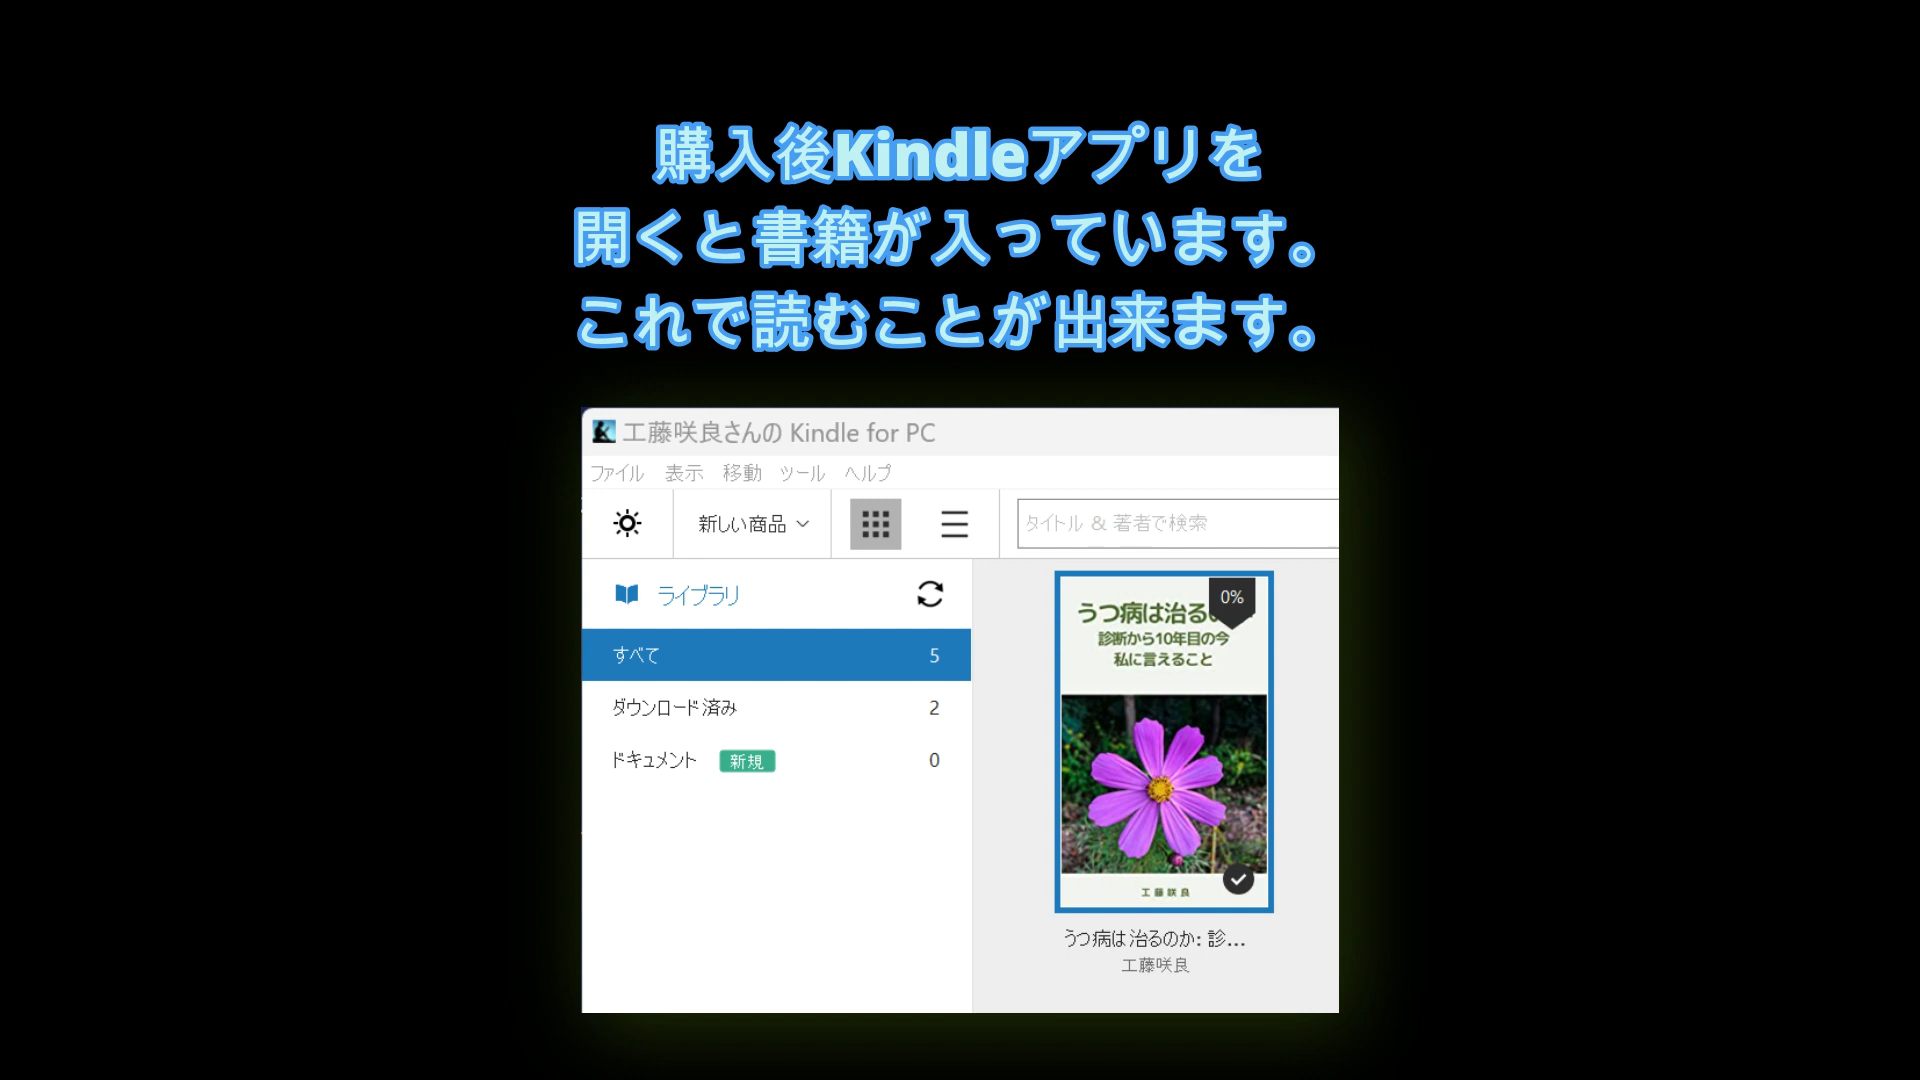 購入後Kindleアプリを
開くと書籍が入っています。
これで読むことが出来ます。
工藤咲良さんの Kindle for PC
ファイル 表示 移動 ツール ヘルプ
新しい商品
タイトル & 著者で検索
ライブラリ
すべて 5
ダウンロード済み 2
ドキュメント 新規 0
0%
うつ病は治る
診断から10年目の今
私に言えること
工藤咲良
うつ病は治るのか: 診...
工藤咲良